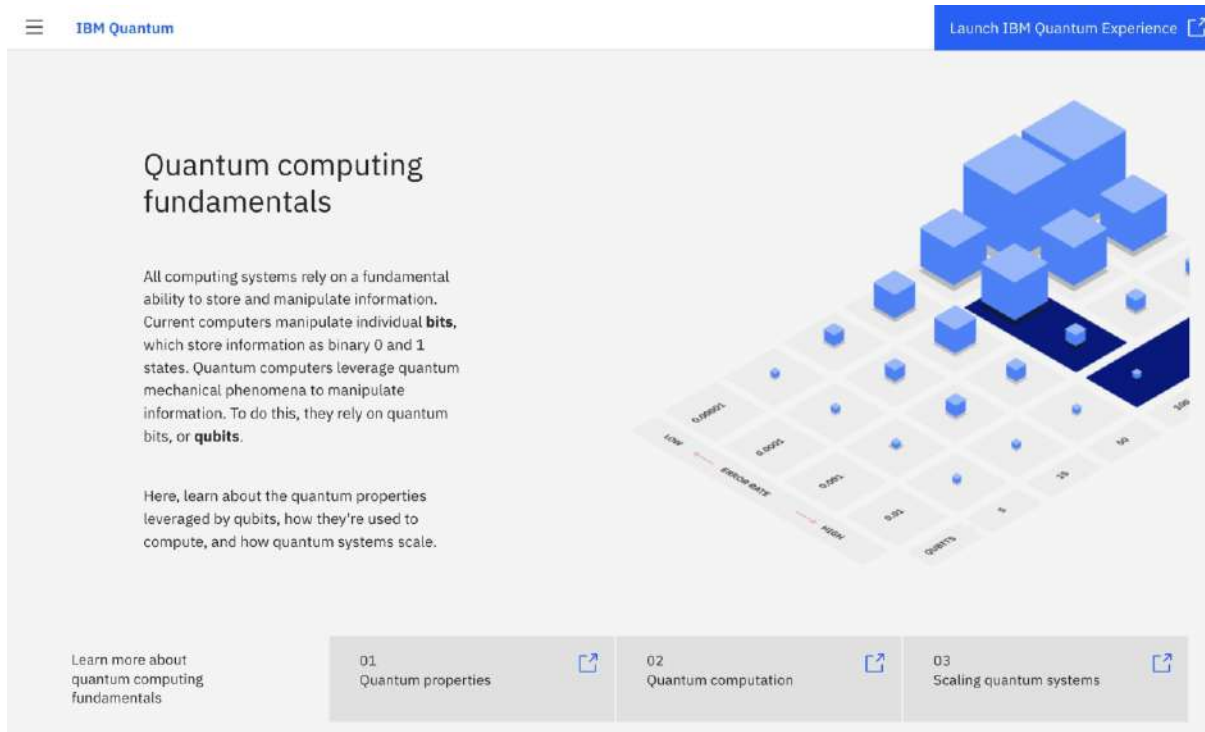 IBM Quantum
Launch IBM Quantum Experience
Quantum computing
fundamentals
All computing systems rely on a fundamental
ability to store and manipulate information.
Current computers manipulate individual bits,
which store information as binary 0 and 1
states. Quantum computers leverage quantum
mechanical phenomena to manipulate
information. To do this, they rely on quantum
bits, or qubits.
Here, learn about the quantum properties
leveraged by qubits, how they're used to
compute, and how quantum systems scale.
0.00001
0.0001
0.001
0.01
LOW
ERROR RATE
HIGH
QUBITS
5
50
100
Learn more about
quantum computing
fundamentals
01
Quantum properties
02
Quantum computation
03
Scaling quantum systems